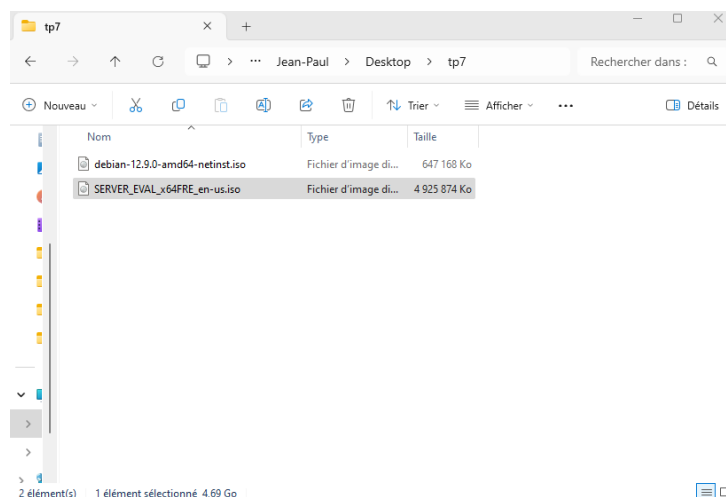 tp7
Jean-Paul > Desktop > tp7
Rechercher dans :
Nouveau
Trier
Afficher
Détails
Nom Type Taille
debian-12.9.0-amd64-netinst.iso Fichier d'image di... 647 168 Ko
SERVER_EVAL_x64FRE_en-us.iso Fichier d'image di... 4 925 874 Ko
2 élément(s) 1 élément sélectionné 4,69 Go